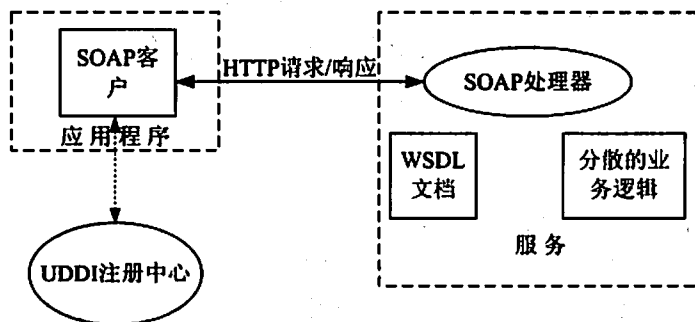 SOAP客
户
HTTP请求/响应
SOAP处理器
应用程序
WSDL
文档
分散的业
务逻辑
服务
UDDI注册中心